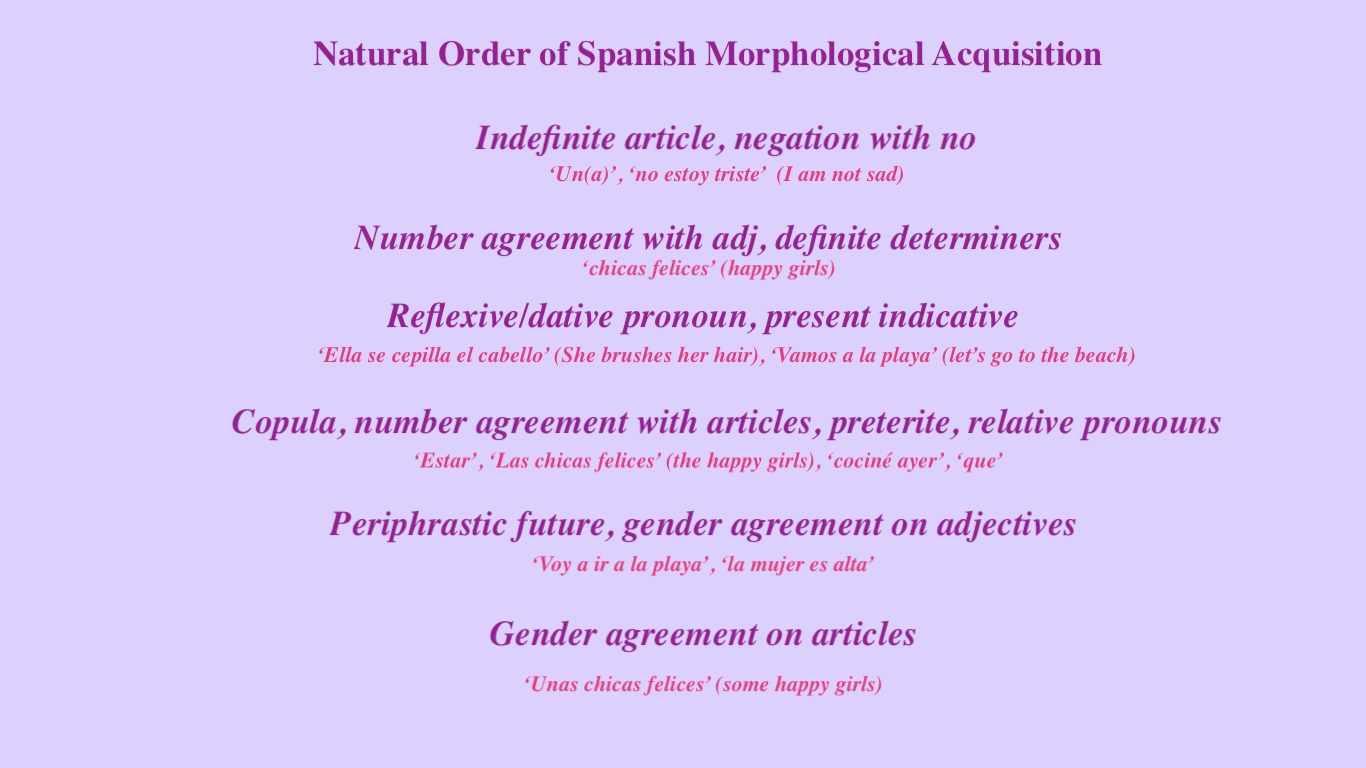 Natural Order of Spanish Morphological Acquisition
Indefinite article, negation with no
‘Un(a)’, ‘no estoy triste’ (I am not sad)
Number agreement with adj, definite determiners
‘chicas felices’ (happy girls)
Reflexive/dative pronoun, present indicative
‘Ella se cepilla el cabello’ (She brushes her hair), ‘Vamos a la playa’ (let’s go to the beach)
Copula, number agreement with articles, preterite, relative pronouns
‘Estar’, ‘Las chicas felices’ (the happy girls), ‘cociné ayer’, ‘que’
Periphrastic future, gender agreement on adjectives
‘Voy a ir a la playa’, ‘la mujer es alta’
Gender agreement on articles
‘Unas chicas felices’ (some happy girls)